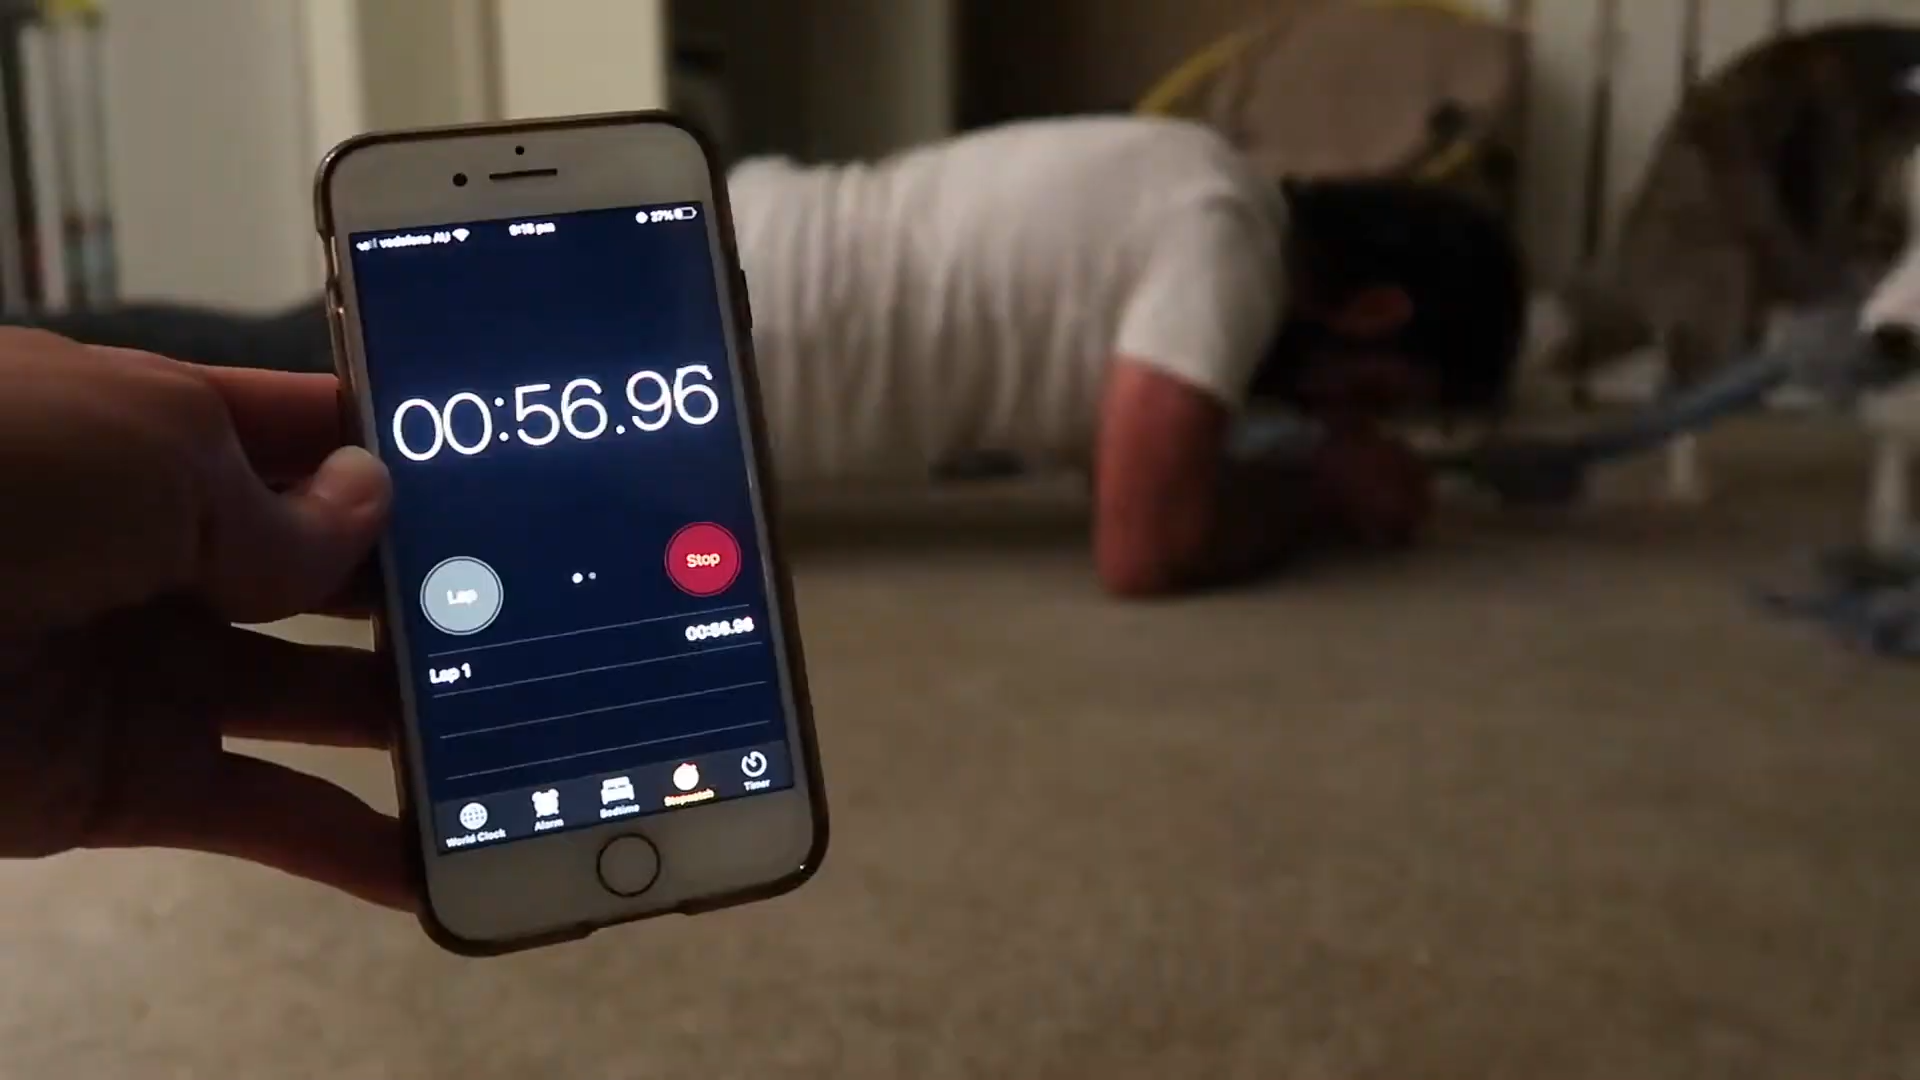 vodafone AU 9:15 pm 27%
00:56.96
Lap Stop
Lap 1 00:56.96
World Clock Alarm Bedtime Stopwatch Timer